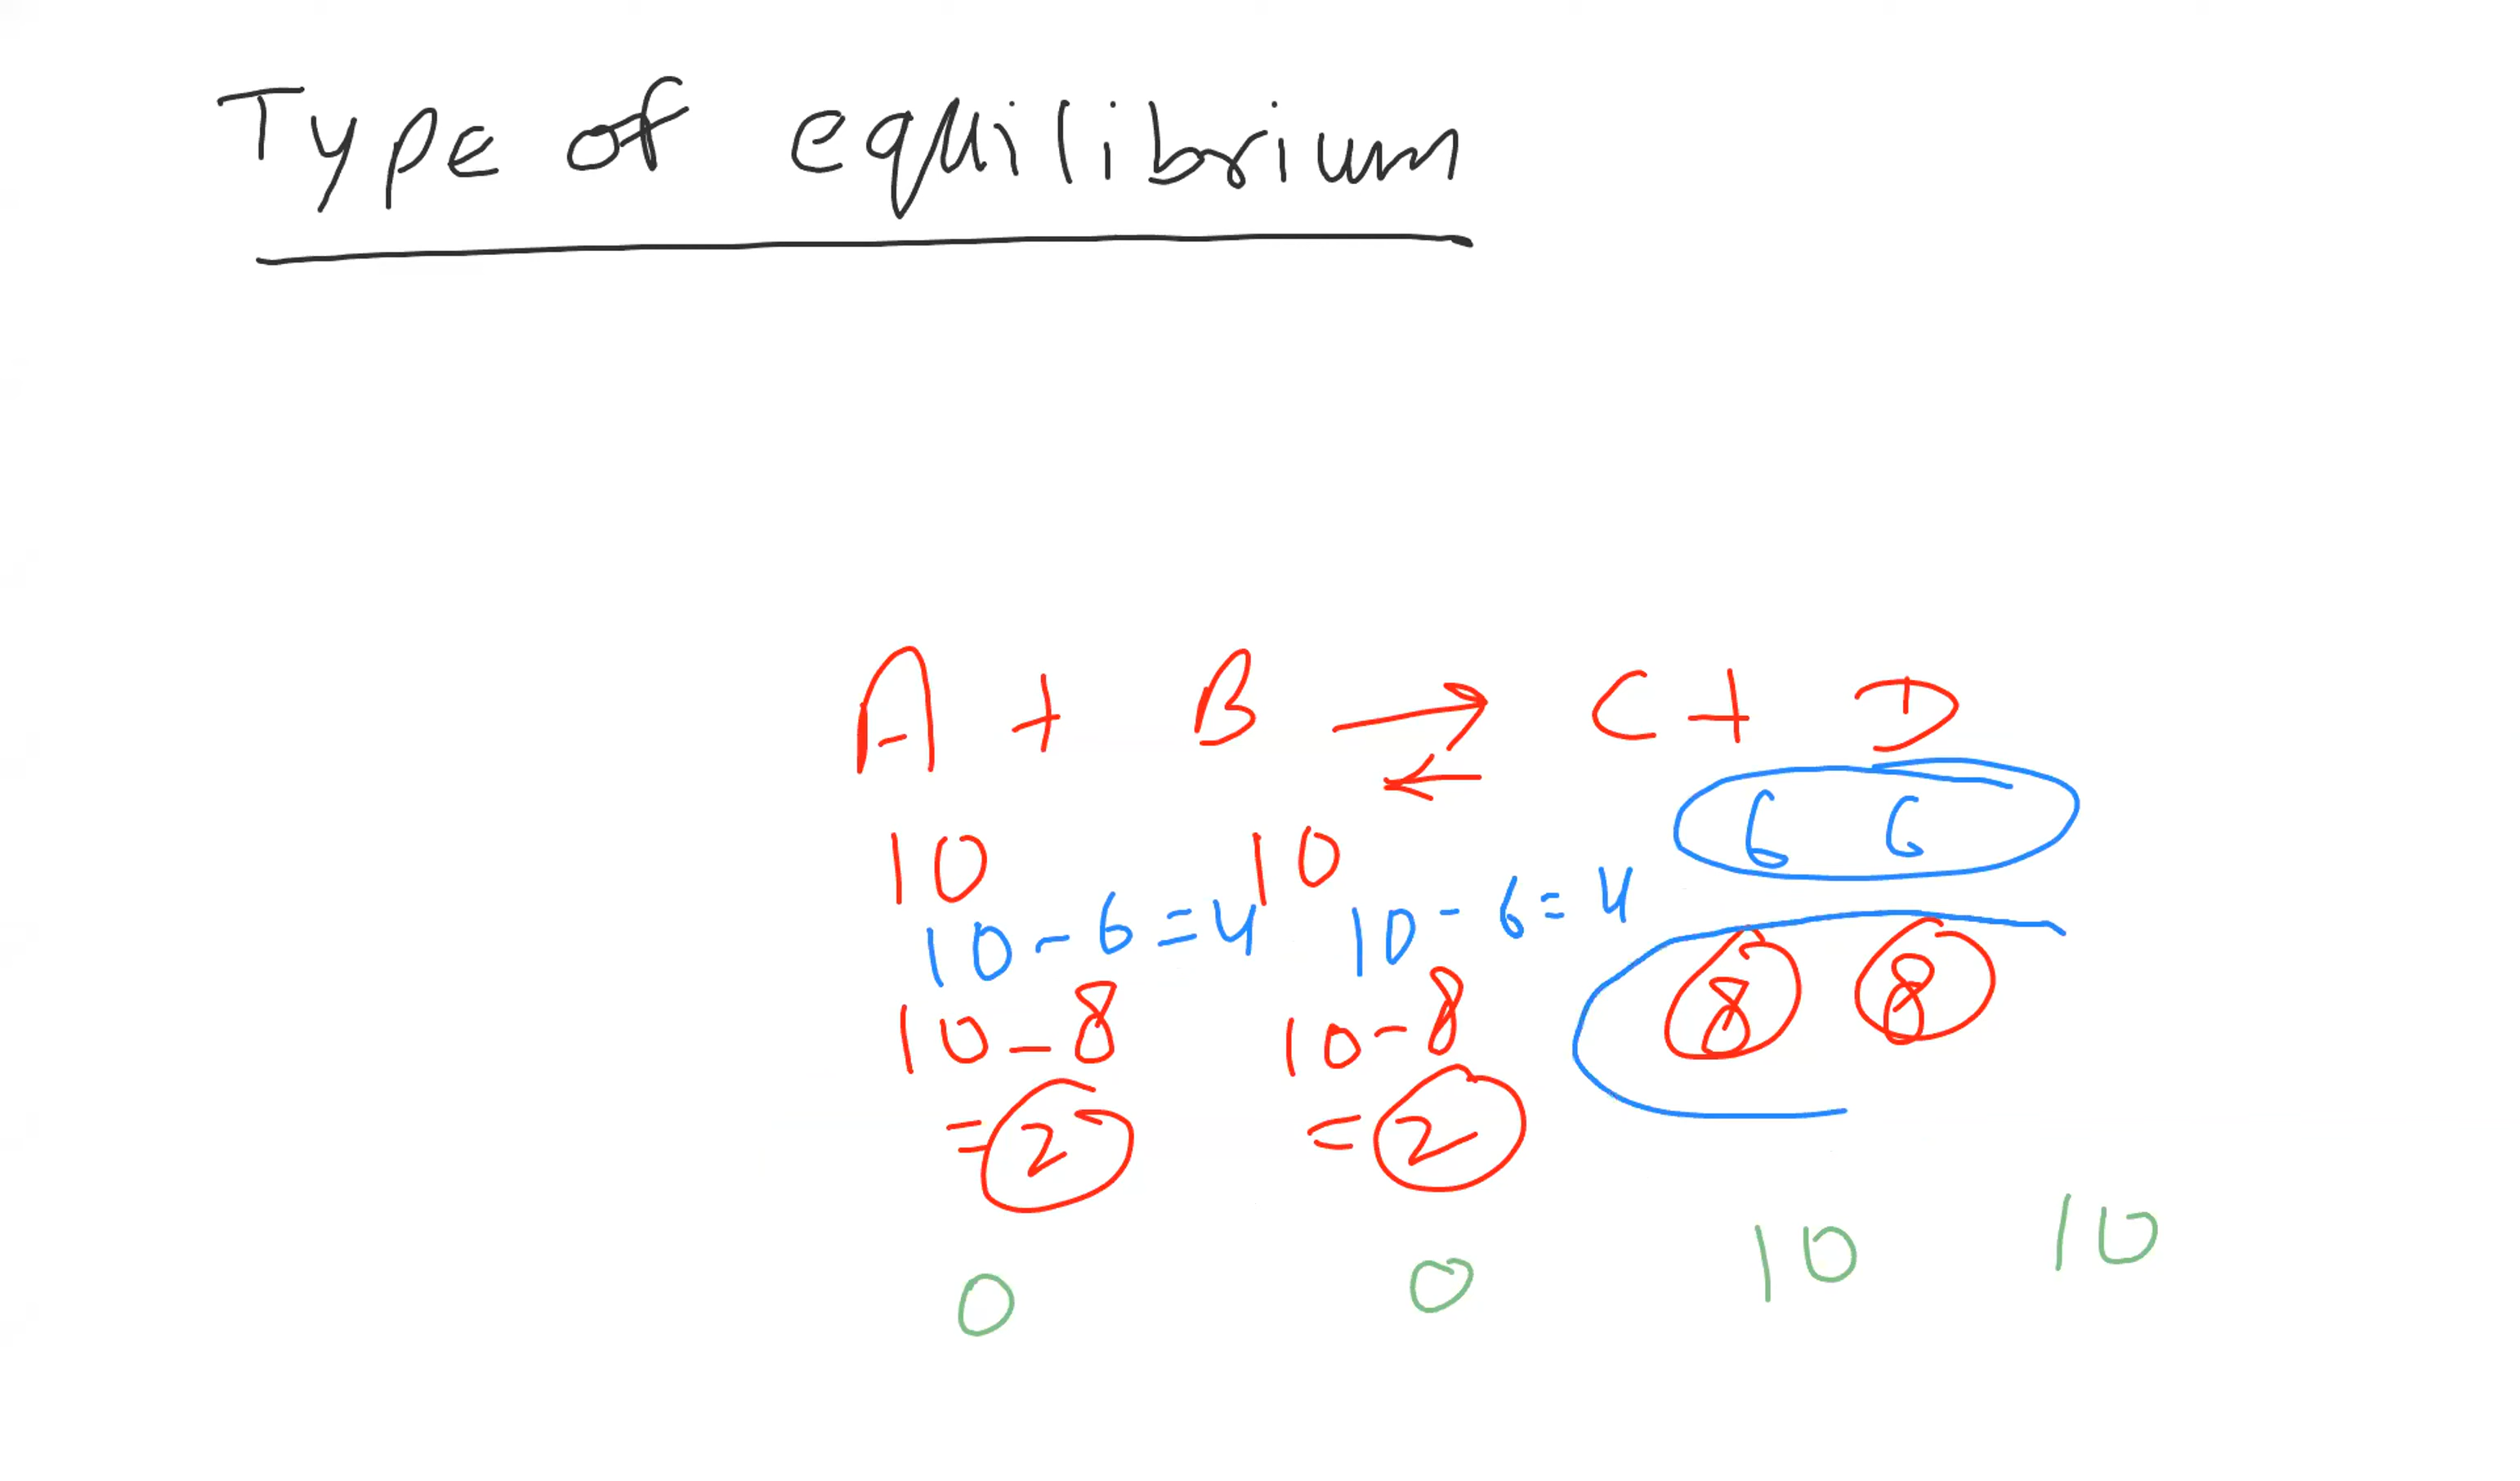 Type of equilibrium
A + B ⇄ C + D
10 10 6 6
10 - 6 = 4 10 - 6 = 4
10 - 8 10 - 8 8 8
= 2 = 2
0 0 10 10